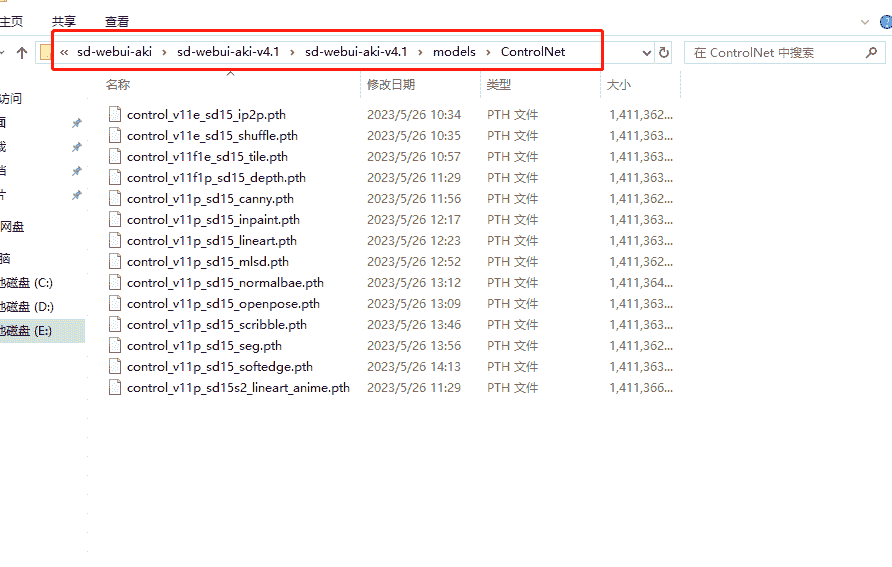 主页 共享 查看
« sd-webui-aki › sd-webui-aki-v4.1 › sd-webui-aki-v4.1 › models › ControlNet 在 ControlNet 中搜索
名称 修改日期 类型 大小
访问
网盘
脑
磁盘 (C:)
磁盘 (D:)
磁盘 (E:)
control_v11e_sd15_ip2p.pth 2023/5/26 10:34 PTH 文件 1,411,362...
control_v11e_sd15_shuffle.pth 2023/5/26 10:35 PTH 文件 1,411,363...
control_v11f1e_sd15_tile.pth 2023/5/26 10:57 PTH 文件 1,411,363...
control_v11f1p_sd15_depth.pth 2023/5/26 11:29 PTH 文件 1,411,363...
control_v11p_sd15_canny.pth 2023/5/26 11:56 PTH 文件 1,411,362...
control_v11p_sd15_inpaint.pth 2023/5/26 12:17 PTH 文件 1,411,363...
control_v11p_sd15_lineart.pth 2023/5/26 12:23 PTH 文件 1,411,363...
control_v11p_sd15_mlsd.pth 2023/5/26 12:52 PTH 文件 1,411,362...
control_v11p_sd15_normalbae.pth 2023/5/26 13:12 PTH 文件 1,411,364...
control_v11p_sd15_openpose.pth 2023/5/26 13:09 PTH 文件 1,411,363...
control_v11p_sd15_scribble.pth 2023/5/26 13:46 PTH 文件 1,411,363...
control_v11p_sd15_seg.pth 2023/5/26 13:56 PTH 文件 1,411,362...
control_v11p_sd15_softedge.pth 2023/5/26 14:13 PTH 文件 1,411,363...
control_v11p_sd15s2_lineart_anime.pth 2023/5/26 11:29 PTH 文件 1,411,366...